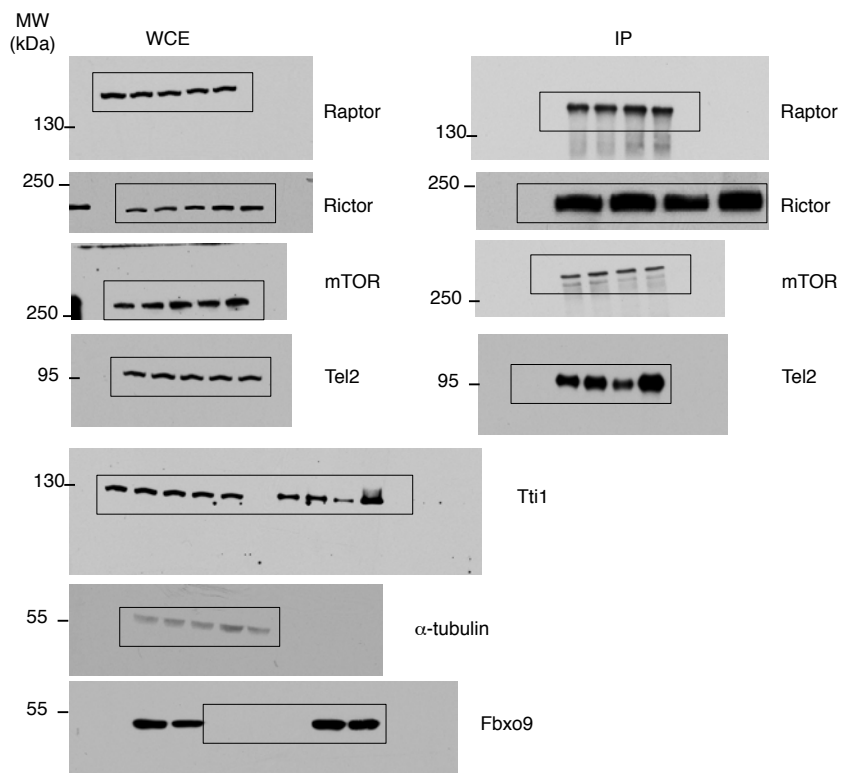 MW
(kDa)
WCE
IP
130
Raptor
130
Raptor
250
Rictor
250
Rictor
250
mTOR
250
mTOR
95
Tel2
95
Tel2
130
Tti1
55
α-tubulin
55
Fbxo9